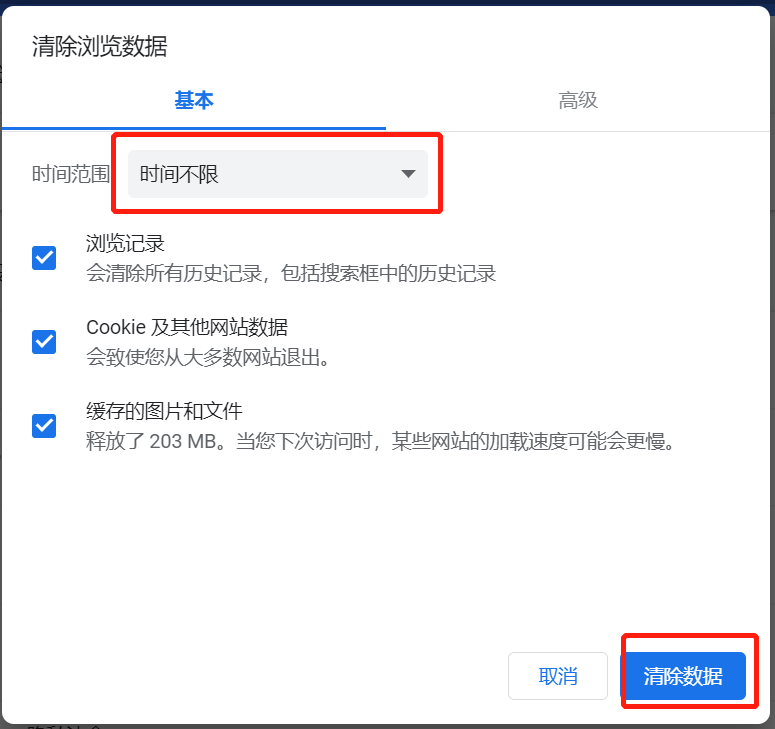 清除浏览数据
基本
高级
时间范围
时间不限
浏览记录
会清除所有历史记录，包括搜索框中的历史记录
Cookie 及其他网站数据
会致使您从大多数网站退出。
缓存的图片和文件
释放了 203 MB。当您下次访问时，某些网站的加载速度可能会更慢。
取消
清除数据